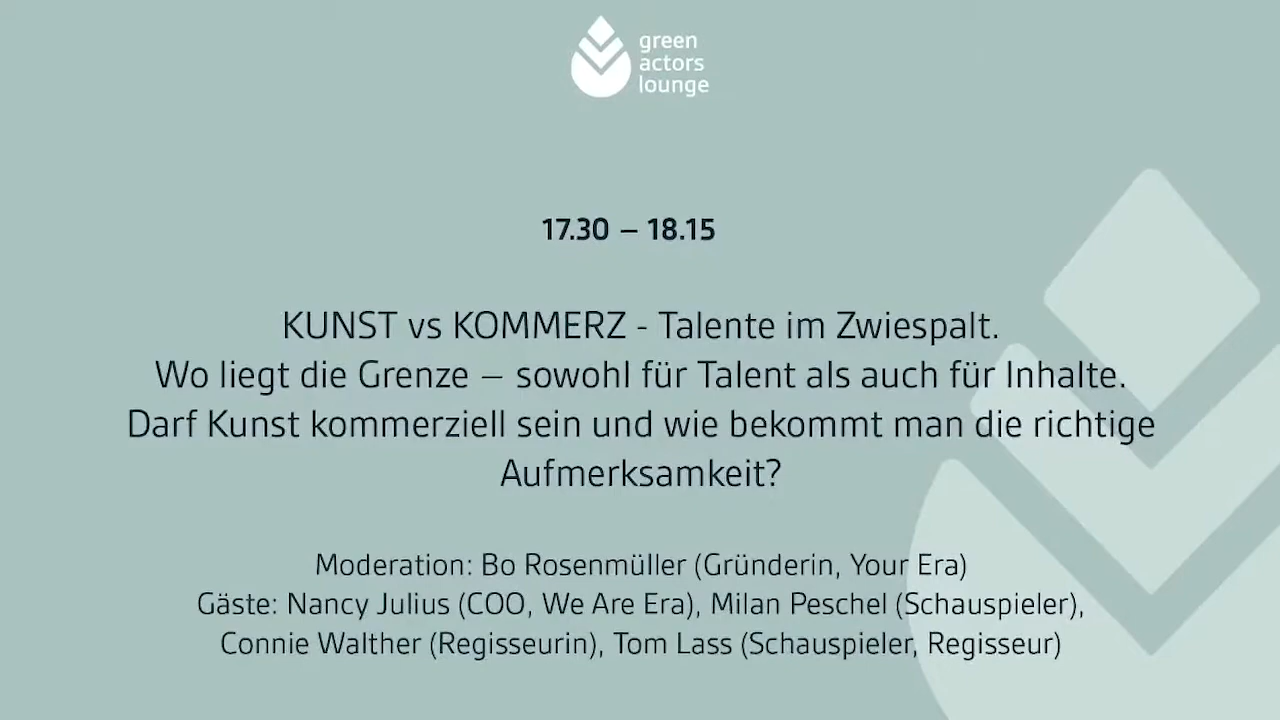 green
actors
lounge
17.30 – 18.15
KUNST vs KOMMERZ - Talente im Zwiespalt.
Wo liegt die Grenze – sowohl für Talent als auch für Inhalte.
Darf Kunst kommerziell sein und wie bekommt man die richtige
Aufmerksamkeit?
Moderation: Bo Rosenmüller (Gründerin, Your Era)
Gäste: Nancy Julius (COO, We Are Era), Milan Peschel (Schauspieler),
Connie Walther (Regisseurin), Tom Lass (Schauspieler, Regisseur)